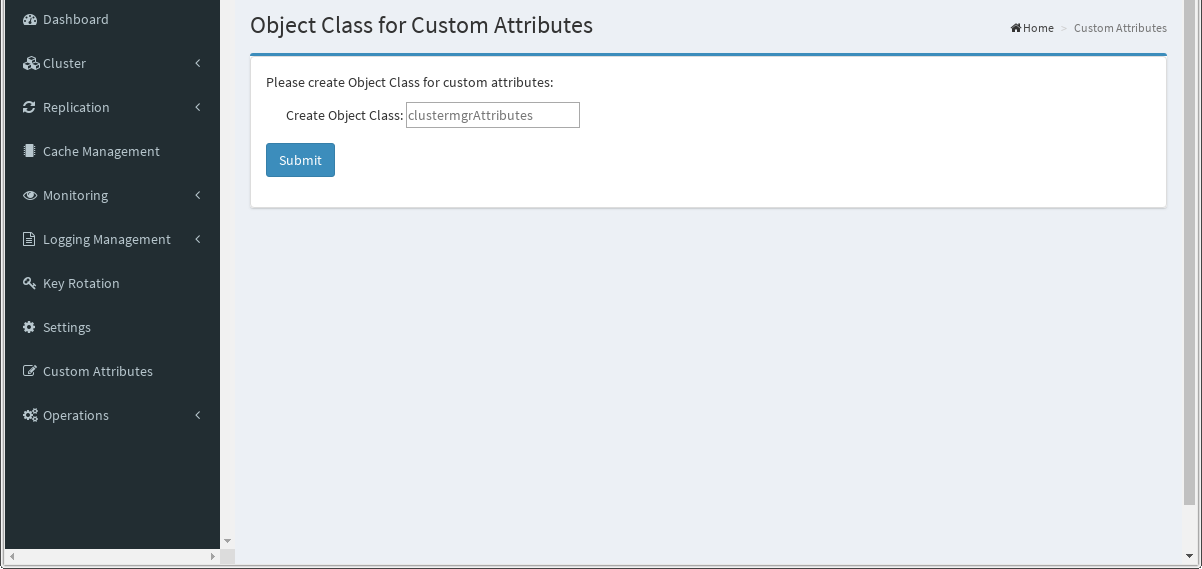 Dashboard
Cluster
Replication
Cache Management
Monitoring
Logging Management
Key Rotation
Settings
Custom Attributes
Operations
Object Class for Custom Attributes
Home > Custom Attributes
Please create Object Class for custom attributes:
Create Object Class: clustermgrAttributes
Submit